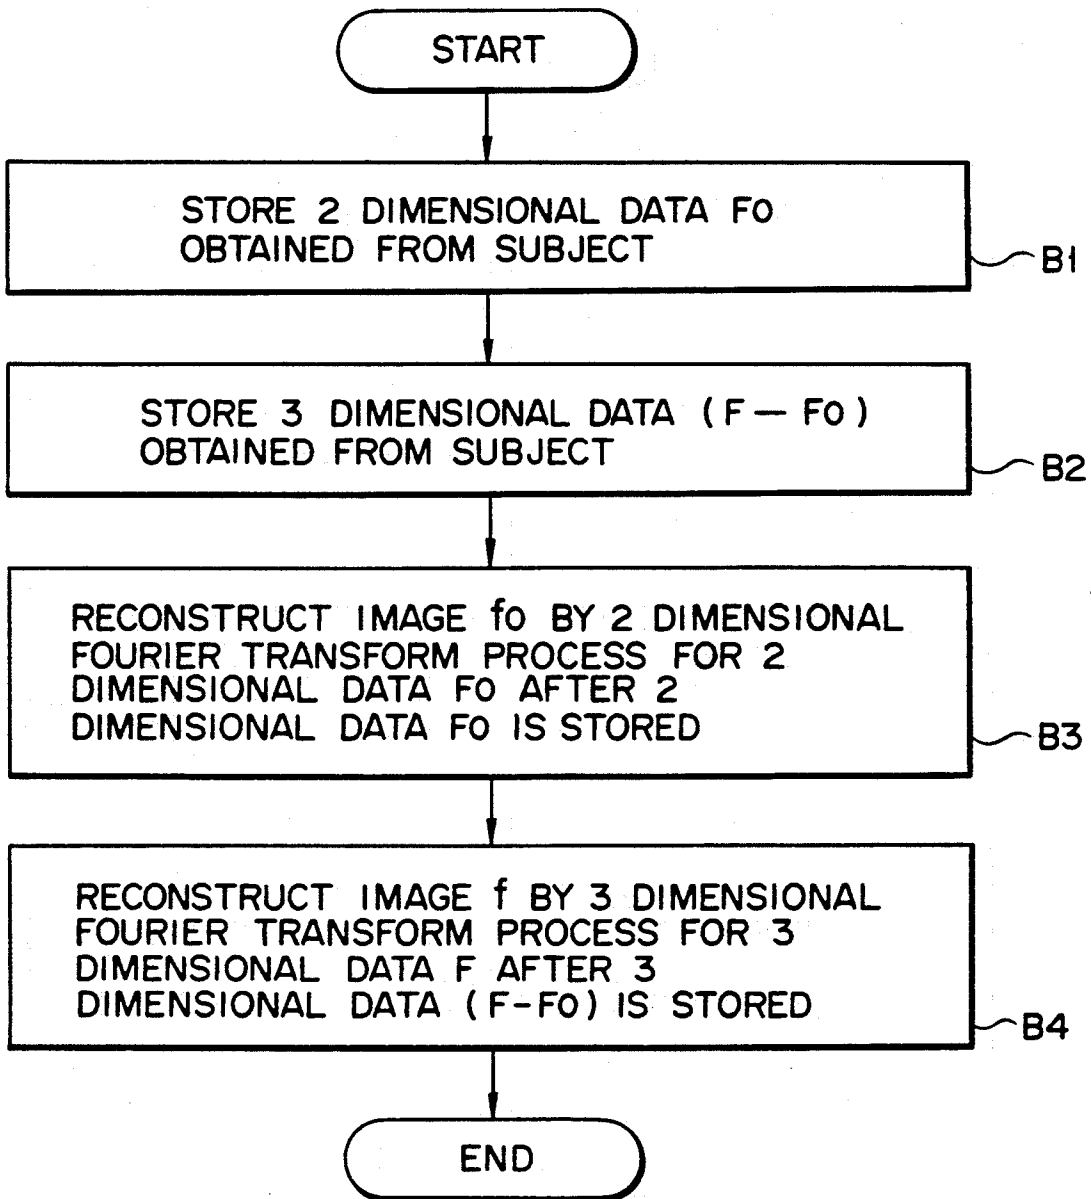 START
STORE 2 DIMENSIONAL DATA Fo
OBTAINED FROM SUBJECT
B1
STORE 3 DIMENSIONAL DATA (F — Fo)
OBTAINED FROM SUBJECT
B2
RECONSTRUCT IMAGE fo BY 2 DIMENSIONAL
FOURIER TRANSFORM PROCESS FOR 2
DIMENSIONAL DATA Fo AFTER 2
DIMENSIONAL DATA Fo IS STORED
B3
RECONSTRUCT IMAGE f BY 3 DIMENSIONAL
FOURIER TRANSFORM PROCESS FOR 3
DIMENSIONAL DATA F AFTER 3
DIMENSIONAL DATA (F-Fo) IS STORED
B4
END